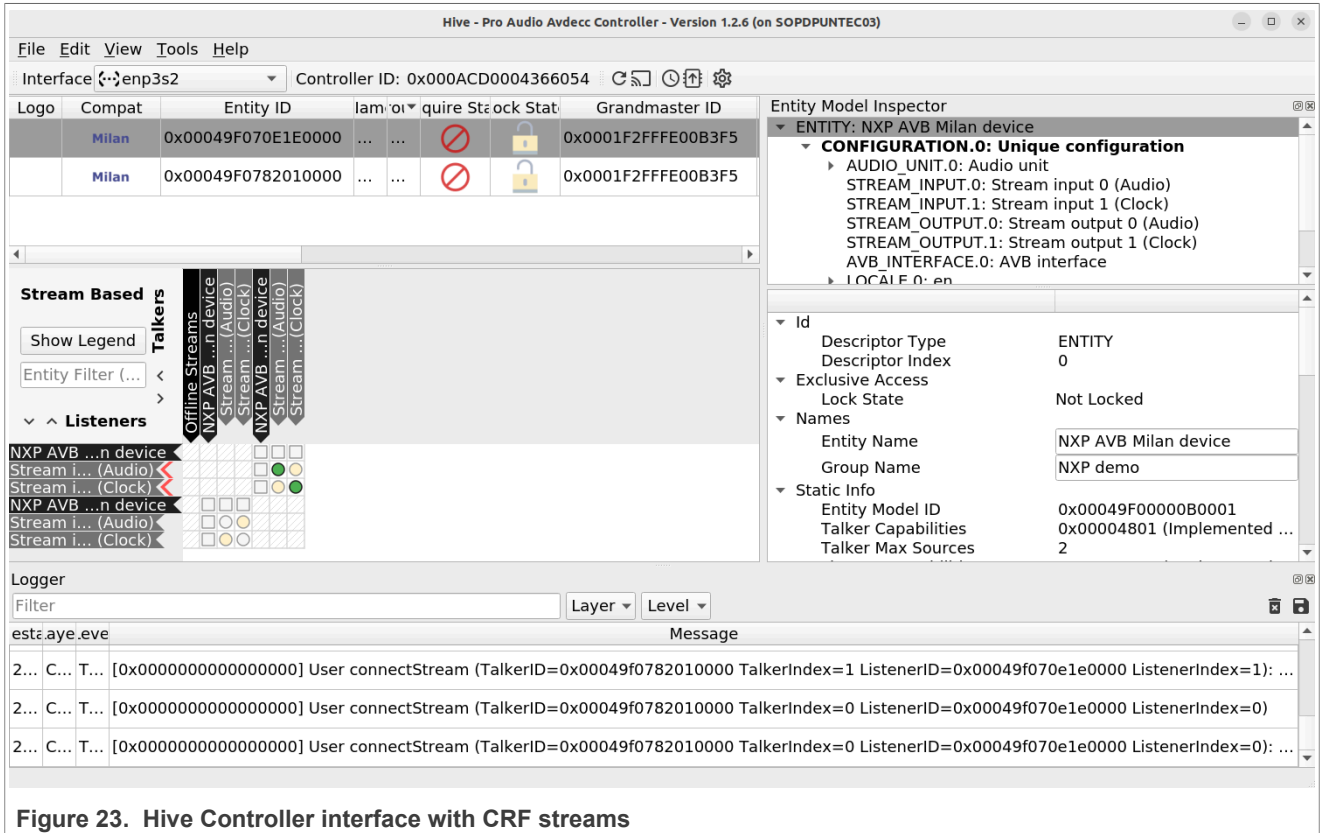 Hive - Pro Audio Avdecc Controller - Version 1.2.6 (on SOPDPUNTEC03)
File Edit View Tools Help
Interface enp3s2 Controller ID: 0x000ACD0004366054
Logo Compat Entity ID quire Sta ock Stat Grandmaster ID
Milan 0x00049F070E1E0000 ... ... 0x0001F2FFFE00B3F5
Milan 0x00049F0782010000 ... ... 0x0001F2FFFE00B3F5
Entity Model Inspector
ENTITY: NXP AVB Milan device
CONFIGURATION.0: Unique configuration
AUDIO_UNIT.0: Audio unit
STREAM_INPUT.0: Stream input 0 (Audio)
STREAM_INPUT.1: Stream input 1 (Clock)
STREAM_OUTPUT.0: Stream output 0 (Audio)
STREAM_OUTPUT.1: Stream output 1 (Clock)
AVB_INTERFACE.0: AVB interface
LOCALE.0: en
Stream Based
Show Legend
Entity Filter (...
Listeners
Talkers
Offline Streams
NXP AVB ...n device
Stream ...(Audio)
Stream ...(Clock)
NXP AVB ...n device
Stream ...(Audio)
Stream ...(Clock)
NXP AVB ...n device
Stream i... (Audio)
Stream i... (Clock)
NXP AVB ...n device
Stream i... (Audio)
Stream i... (Clock)
Id
Descriptor Type ENTITY
Descriptor Index 0
Exclusive Access
Lock State Not Locked
Names
Entity Name NXP AVB Milan device
Group Name NXP demo
Static Info
Entity Model ID 0x00049F00000B0001
Talker Capabilities 0x00004801 (Implemented ...
Talker Max Sources 2
Logger
Filter Layer Level
esta aye eve Message
2... C... T... [0x0000000000000000] User connectStream (TalkerID=0x00049f0782010000 TalkerIndex=1 ListenerID=0x00049f070e1e0000 ListenerIndex=1): ...
2... C... T... [0x0000000000000000] User connectStream (TalkerID=0x00049f0782010000 TalkerIndex=0 ListenerID=0x00049f070e1e0000 ListenerIndex=0)
2... C... T... [0x0000000000000000] User connectStream (TalkerID=0x00049f0782010000 TalkerIndex=0 ListenerID=0x00049f070e1e0000 ListenerIndex=0): ...
Figure 23. Hive Controller interface with CRF streams